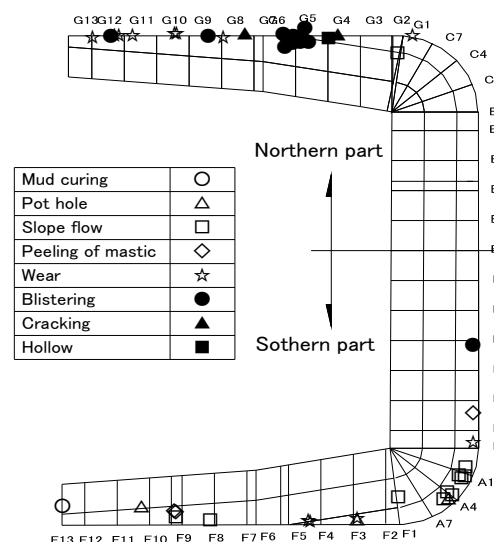 G13 G12 G11 G10 G9 G8 G7 G6 G5 G4 G3 G2 G1
C7
C4
Northern part
Mud curing
Pot hole
Slope flow
Peeling of mastic
Wear
Blistering
Cracking
Hollow
Sothern part
A1
A4
A7
F13 F12 F11 F10 F9 F8 F7 F6 F5 F4 F3 F2 F1